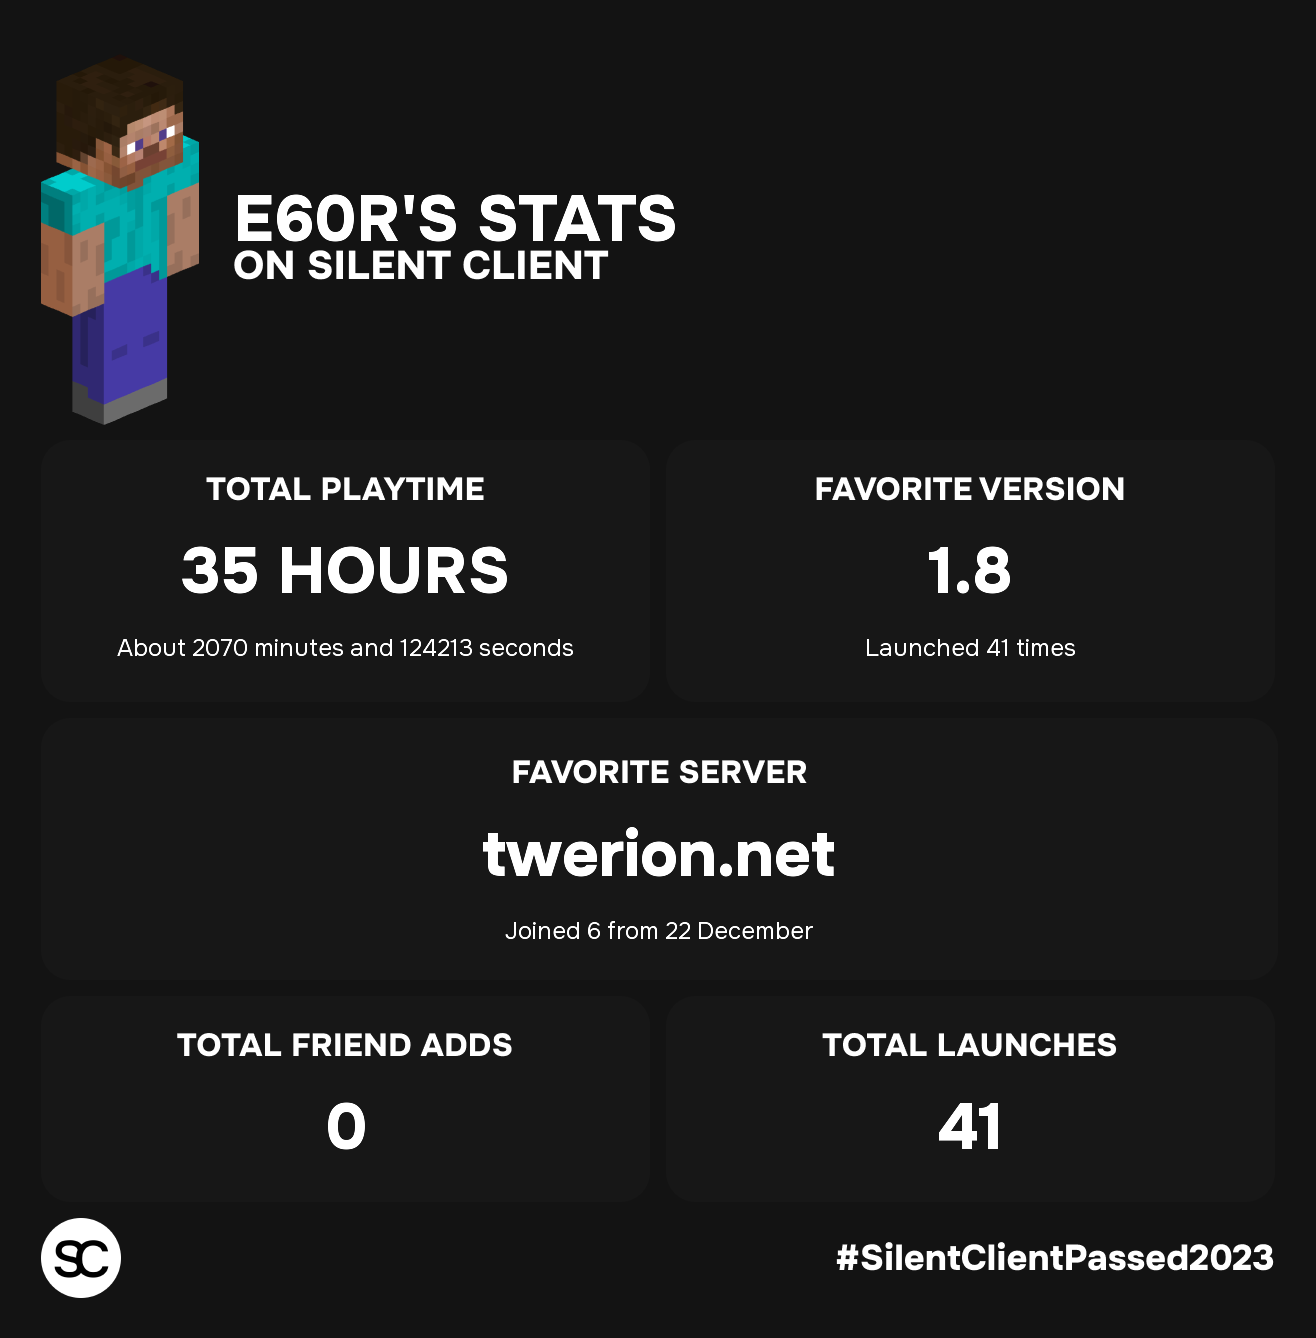 E60R'S STATS
ON SILENT CLIENT
TOTAL PLAYTIME
35 HOURS
About 2070 minutes and 124213 seconds
FAVORITE VERSION
1.8
Launched 41 times
FAVORITE SERVER
twerion.net
Joined 6 from 22 December
TOTAL FRIEND ADDS
0
TOTAL LAUNCHES
41
SC
#SilentClientPassed2023